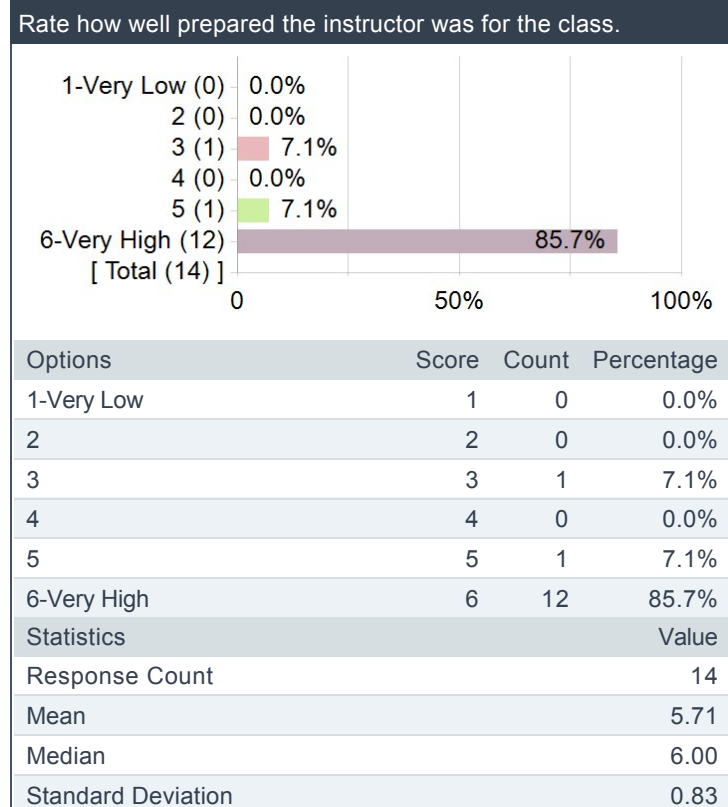 Rate how well prepared the instructor was for the class.
1-Very Low (0) 0.0%
2 (0) 0.0%
3 (1) 7.1%
4 (0) 0.0%
5 (1) 7.1%
6-Very High (12) 85.7%
[ Total (14) ]
0 50% 100%
Options Score Count Percentage
1-Very Low 1 0 0.0%
2 2 0 0.0%
3 3 1 7.1%
4 4 0 0.0%
5 5 1 7.1%
6-Very High 6 12 85.7%
Statistics Value
Response Count 14
Mean 5.71
Median 6.00
Standard Deviation 0.83